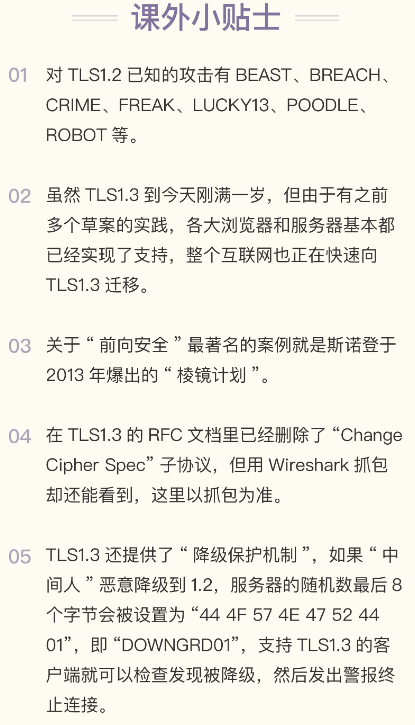 课外小贴士
01 对 TLS1.2 已知的攻击有 BEAST、BREACH、
CRIME、FREAK、LUCKY13、POODLE、
ROBOT 等。
02 虽然 TLS1.3 到今天刚满一岁，但由于有之前
多个草案的实践，各大浏览器和服务器基本都
已经实现了支持，整个互联网也正在快速向
TLS1.3 迁移。
03 关于“ 前向安全 ”最著名的案例就是斯诺登于
2013 年爆出的“ 棱镜计划 ”。
04 在 TLS1.3 的 RFC 文档里已经删除了 “Change
Cipher Spec” 子协议，但用 Wireshark 抓包
却还能看到，这里以抓包为准。
05 TLS1.3 还提供了“ 降级保护机制 ”，如果“ 中
间人 ”恶意降级到 1.2，服务器的随机数最后 8
个字节会被设置为 “44 4F 57 4E 47 52 44
01”，即 “DOWNGRD01”，支持 TLS1.3 的客
户端就可以检查发现被降级，然后发出警报终
止连接。